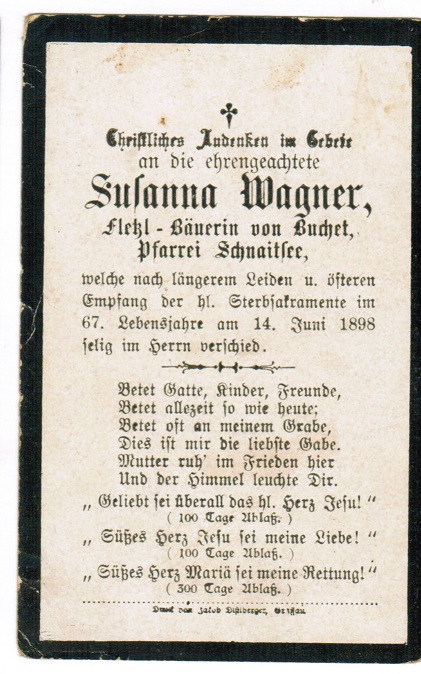 Christliches Andenken im Gebete
an die ehrengeachtete
Susanna Wagner,
Fletzl - Bäuerin von Buchet,
Pfarrei Schnaitsee,
welche nach längerem Leiden u. öfteren
Empfang der hl. Sterbsakramente im
67. Lebensjahre am 14. Juni 1898
selig im Herrn verschied.
Betet Gatte, Kinder, Freunde,
Betet allezeit so wie heute;
Betet oft an meinem Grabe,
Dies ist mir die liebste Gabe.
Mutter ruh' im Frieden hier
Und der Himmel leuchte Dir.
„Geliebt sei überall das hl. Herz Jesu!“
( 100 Tage Ablaß. )
„Süßes Herz Jesu sei meine Liebe!“
( 100 Tage Ablaß. )
„Süßes Herz Mariä sei meine Rettung!“
( 300 Tage Ablaß. )
Druck von Jakob